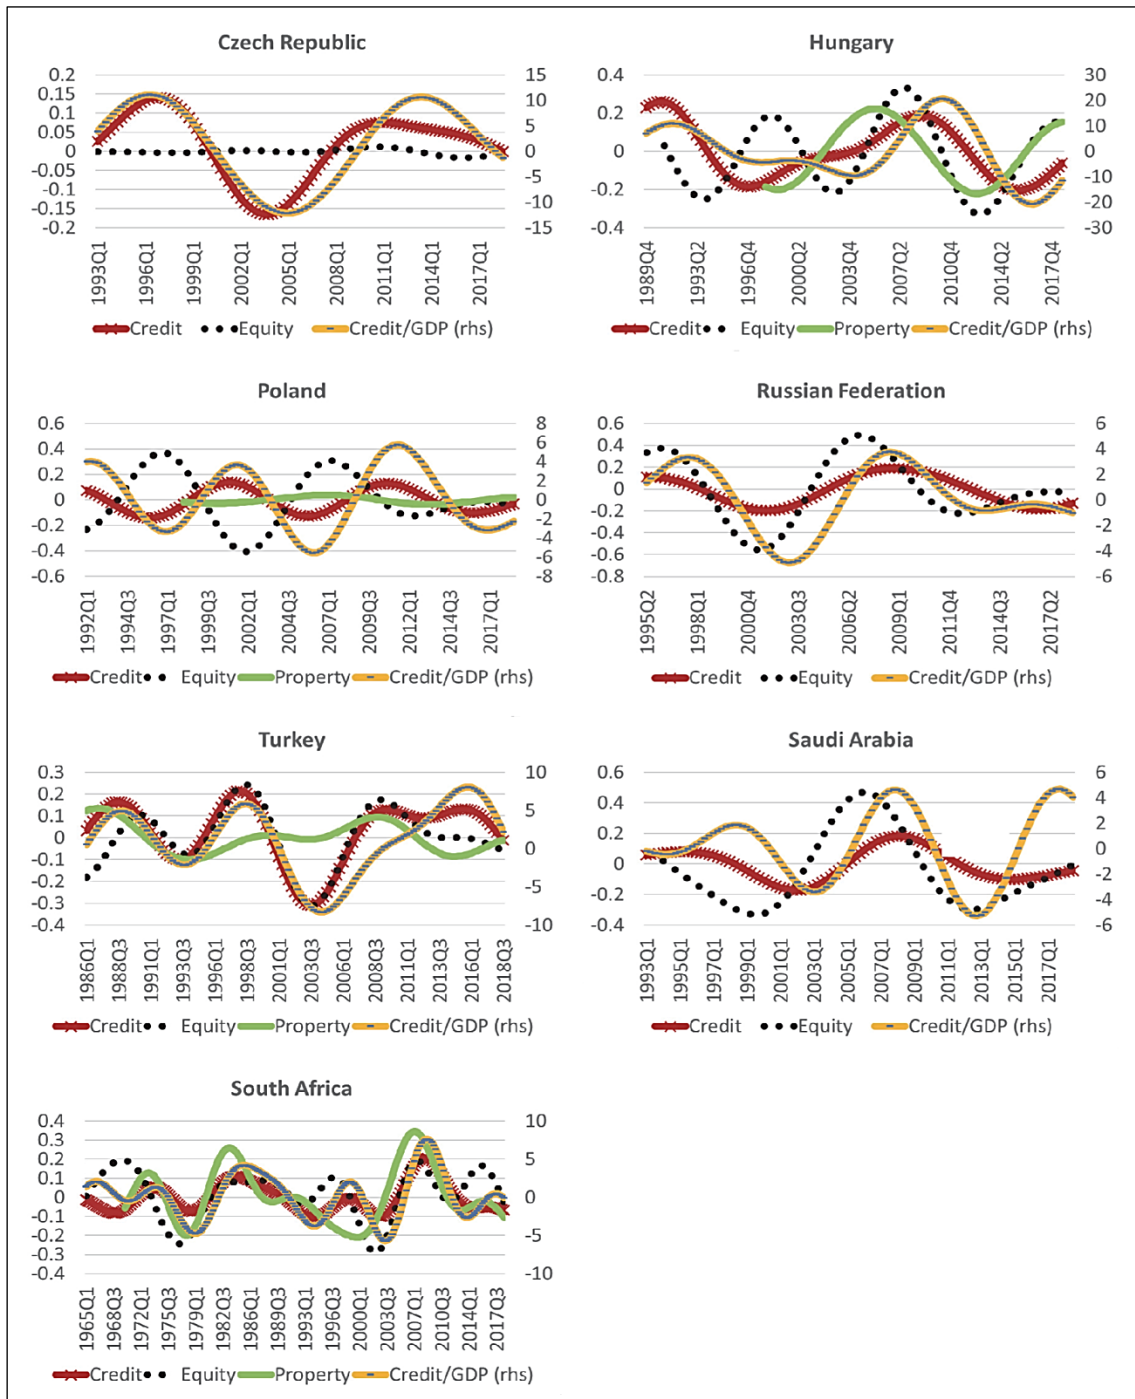 Czech Republic
0.2
0.15
0.1
0.05
0
-0.05
-0.1
-0.15
-0.2
15
10
5
0
-5
-10
-15
1993Q1
1996Q1
1999Q1
2002Q1
2005Q1
2008Q1
2011Q1
2014Q1
2017Q1
Credit Equity Credit/GDP (rhs)
Hungary
0.4
0.2
0
-0.2
-0.4
30
20
10
0
-10
-20
-30
1989Q4
1993Q2
1996Q4
2000Q2
2003Q4
2007Q2
2010Q4
2014Q2
2017Q4
Credit Equity Property Credit/GDP (rhs)
Poland
0.6
0.4
0.2
0
-0.2
-0.4
-0.6
8
6
4
2
0
-2
-4
-6
-8
1992Q1
1994Q3
1997Q1
1999Q3
2002Q1
2004Q3
2007Q1
2009Q3
2012Q1
2014Q3
2017Q1
Credit Equity Property Credit/GDP (rhs)
Russian Federation
0.6
0.4
0.2
0
-0.2
-0.4
-0.6
-0.8
6
4
2
0
-2
-4
-6
1995Q2
1998Q1
2000Q4
2003Q3
2006Q2
2009Q1
2011Q4
2014Q3
2017Q2
Credit Equity Credit/GDP (rhs)
Turkey
0.3
0.2
0.1
0
-0.1
-0.2
-0.3
-0.4
10
5
0
-5
-10
1986Q1
1988Q3
1991Q1
1993Q3
1996Q1
1998Q3
2001Q1
2003Q3
2006Q1
2008Q3
2011Q1
2013Q3
2016Q1
2018Q3
Credit Equity Property Credit/GDP (rhs)
Saudi Arabia
0.6
0.4
0.2
0
-0.2
-0.4
6
4
2
0
-2
-4
-6
1993Q1
1995Q1
1997Q1
1999Q1
2001Q1
2003Q1
2005Q1
2007Q1
2009Q1
2011Q1
2013Q1
2015Q1
2017Q1
Credit Equity Credit/GDP (rhs)
South Africa
0.4
0.3
0.2
0.1
0
-0.1
-0.2
-0.3
-0.4
10
5
0
-5
-10
1965Q1
1968Q3
1972Q1
1975Q3
1979Q1
1982Q3
1986Q1
1989Q3
1993Q1
1996Q3
2000Q1
2003Q3
2007Q1
2010Q3
2014Q1
2017Q3
Credit Equity Property Credit/GDP (rhs)